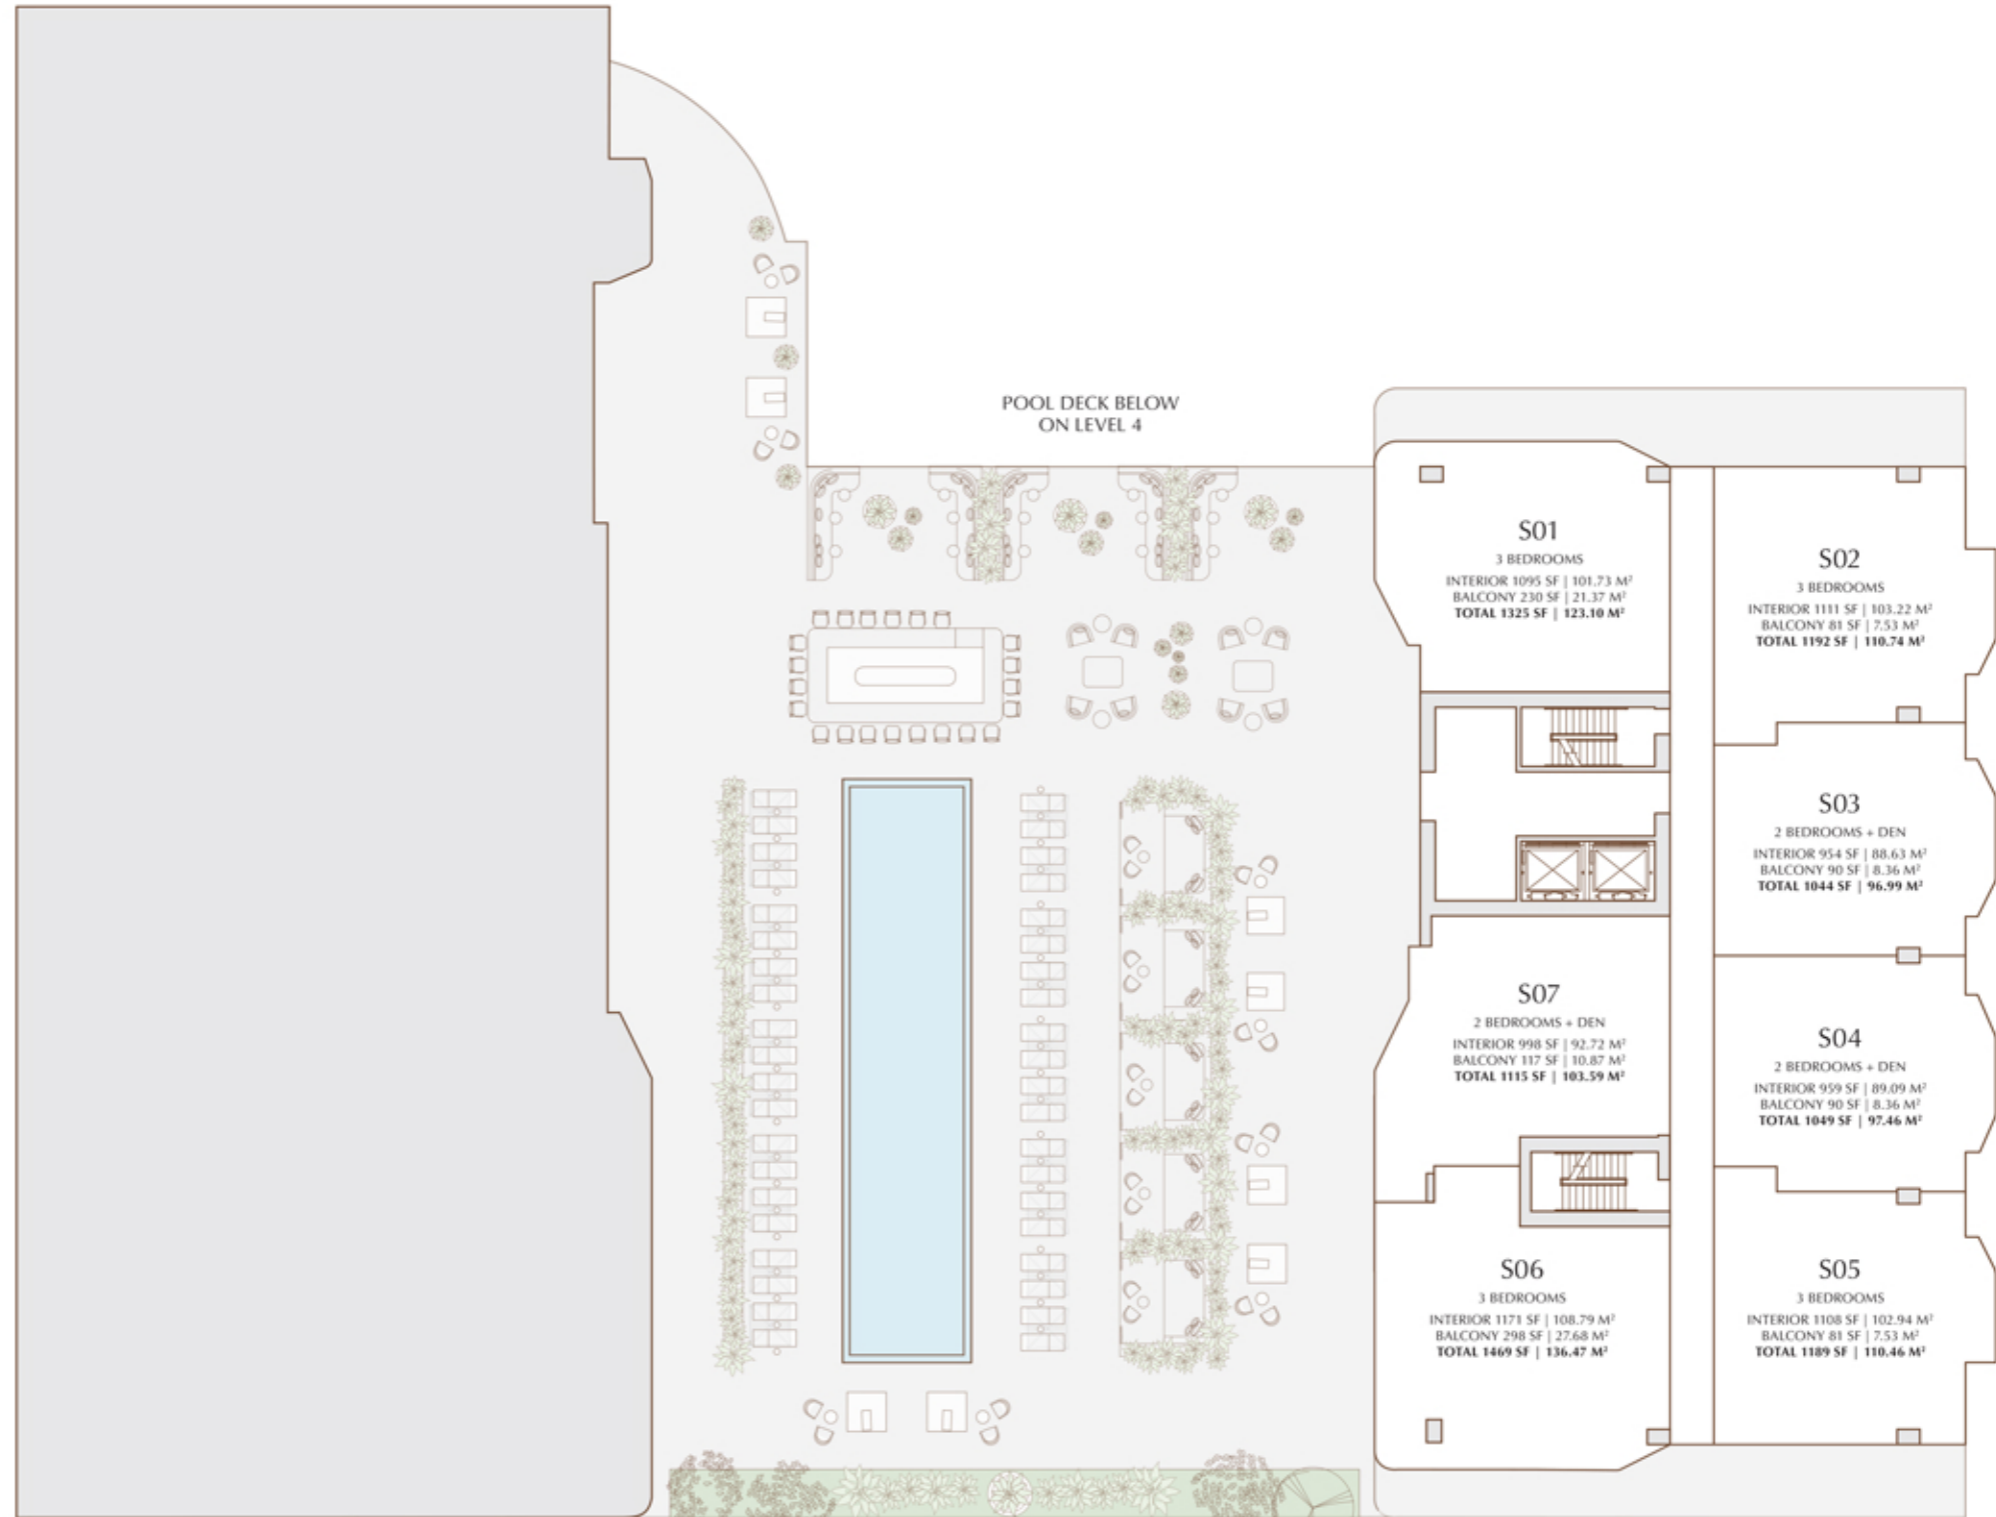 POOL DECK BELOW
ON LEVEL 4
S01
3 BEDROOMS
INTERIOR 1095 SF | 101.73 M²
BALCONY 230 SF | 21.37 M²
TOTAL 1325 SF | 123.10 M²
S02
3 BEDROOMS
INTERIOR 1111 SF | 103.22 M²
BALCONY 81 SF | 7.53 M²
TOTAL 1192 SF | 110.74 M²
S03
2 BEDROOMS + DEN
INTERIOR 954 SF | 88.63 M²
BALCONY 90 SF | 8.36 M²
TOTAL 1044 SF | 96.99 M²
S07
2 BEDROOMS + DEN
INTERIOR 998 SF | 92.72 M²
BALCONY 117 SF | 10.87 M²
TOTAL 1115 SF | 103.59 M²
S04
2 BEDROOMS + DEN
INTERIOR 959 SF | 89.09 M²
BALCONY 90 SF | 8.36 M²
TOTAL 1049 SF | 97.46 M²
S06
3 BEDROOMS
INTERIOR 1171 SF | 108.79 M²
BALCONY 298 SF | 27.68 M²
TOTAL 1469 SF | 136.47 M²
S05
3 BEDROOMS
INTERIOR 1108 SF | 102.94 M²
BALCONY 81 SF | 7.53 M²
TOTAL 1189 SF | 110.46 M²